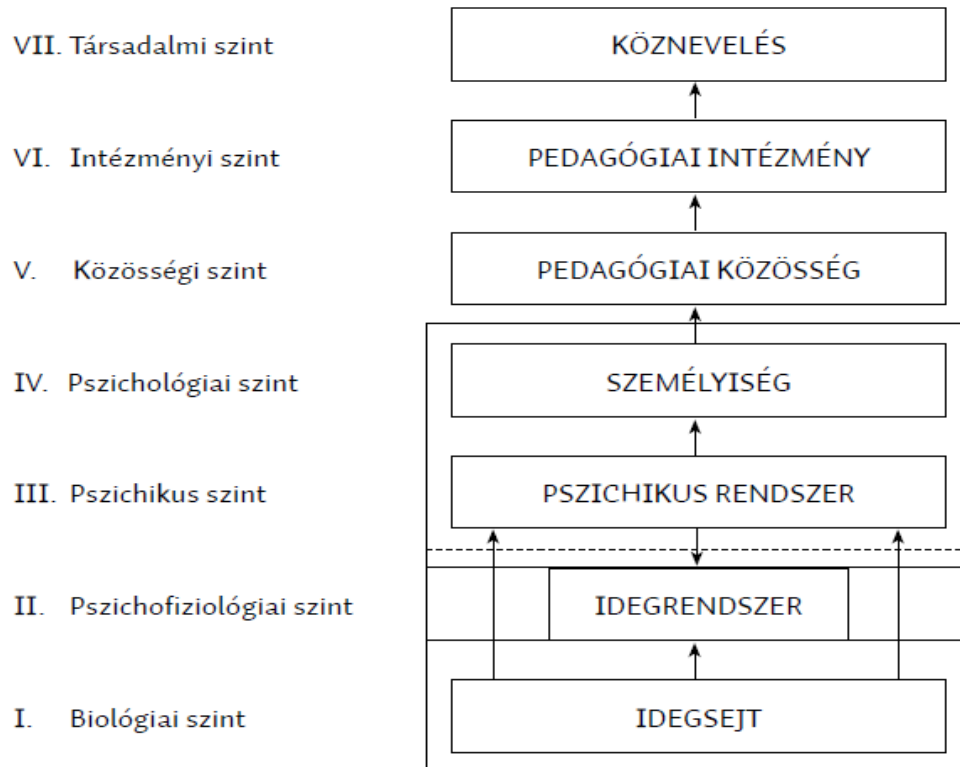 VII. Társadalmi szint KÖZNEVELÉS
VI. Intézményi szint PEDAGÓGIAI INTÉZMÉNY
V. Közösségi szint PEDAGÓGIAI KÖZÖSSÉG
IV. Pszichológiai szint SZEMÉLYISÉG
III. Pszichikus szint PSZICHIKUS RENDSZER
II. Pszichofiziológiai szint IDEGRENDSZER
I. Biológiai szint IDEGSEJT